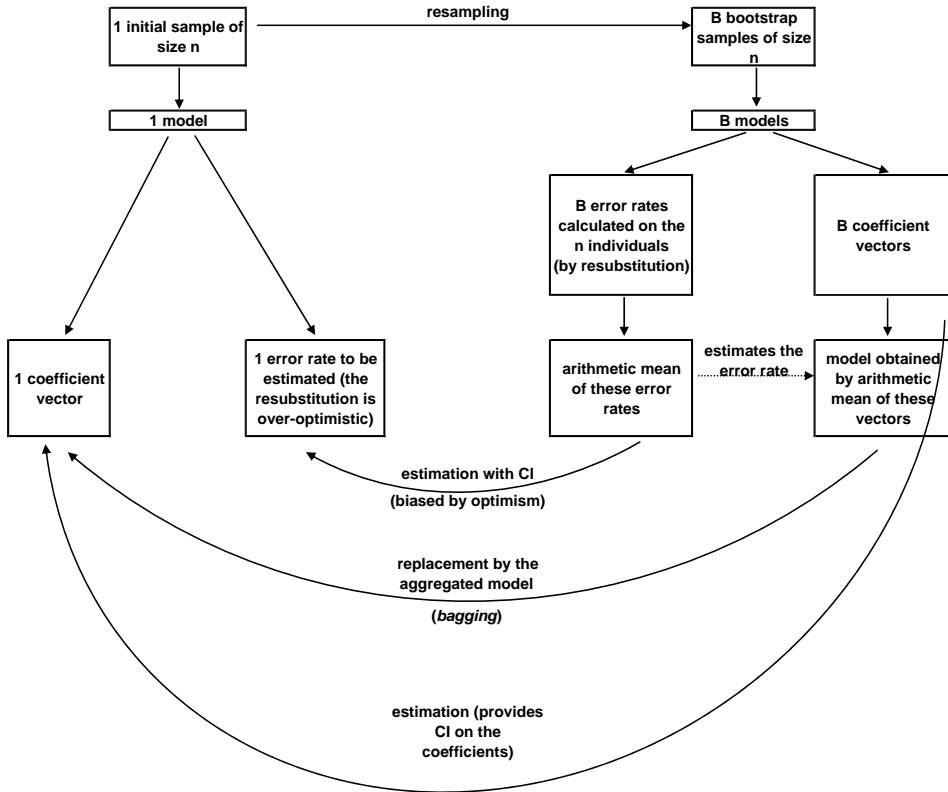 resampling
1 initial sample of
size n
B bootstrap
samples of size
n
1 model
B models
B error rates
calculated on the
n individuals
(by resubstitution)
B coefficient
vectors
1 coefficient
vector
1 error rate to be
estimated (the
resubstitution is
over-optimistic)
arithmetic mean
of these error
rates
estimates the
error rate
model obtained
by arithmetic
mean of these
vectors
estimation with CI
(biased by optimism)
replacement by the
aggregated model
(bagging)
estimation (provides
CI on the
coefficients)